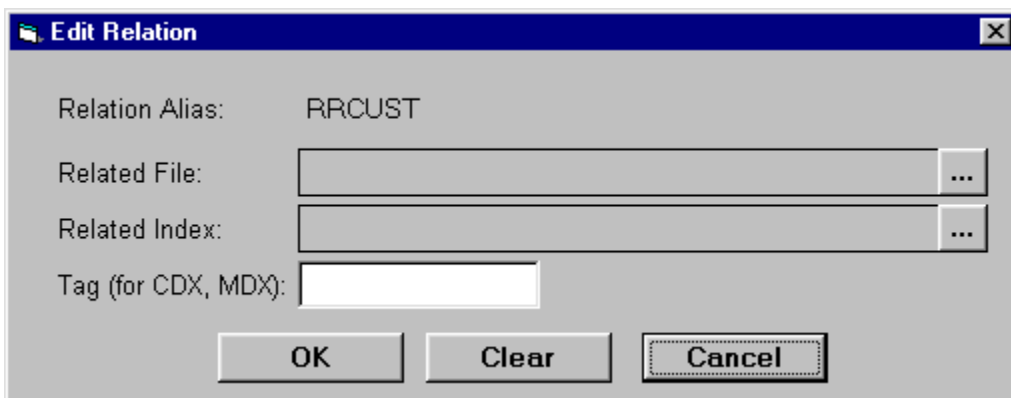 Edit Relation
Relation Alias: RRCUST
Related File: ...
Related Index: ...
Tag (for CDX, MDX):
OK Clear Cancel